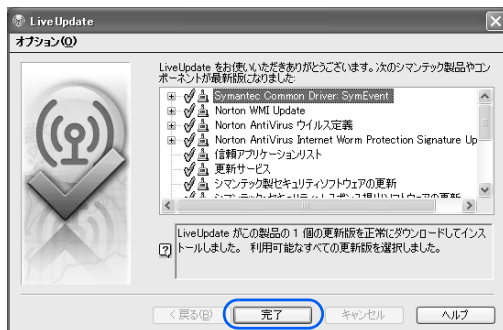 LiveUpdate
オプション(O)
LiveUpdate をお使いいただきありがとうございます。次のシマンテック製品やコン
ポーネントが最新版になりました:
Symantec Common Driver: SymEvent
Norton WMI Update
Norton AntiVirus ウイルス定義
Norton AntiVirus Internet Worm Protection Signature Up
信頼アプリケーションリスト
更新サービス
シマンテック製セキュリティソフトウェアの更新
LiveUpdate がこの製品の 1 個の更新版を正常にダウンロードしてインス
トールしました。 利用可能なすべての更新版を選択しました。
< 戻る(B) 完了 キャンセル ヘルプ